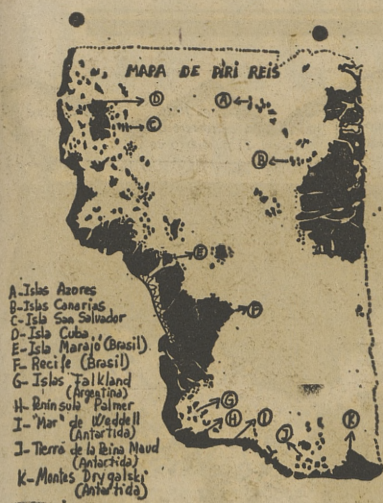 MAPA DE PIRI REIS
D
A
C
B
E
F
A-Islas Azores
B-Islas Canarias
C-Isla San Salvador
D-Isla Cuba
E-Isla Marajó (Brasil)
F-Recife (Brasil)
G-Islas Falkland
(Argentina)
H-Península Palmer
I-"Mar" de Weddell
(Antártida)
J-Tierra de la Reina Maud
(Antactida)
K-Montes Drygalski
(Antártida)
G
H
I
J
K